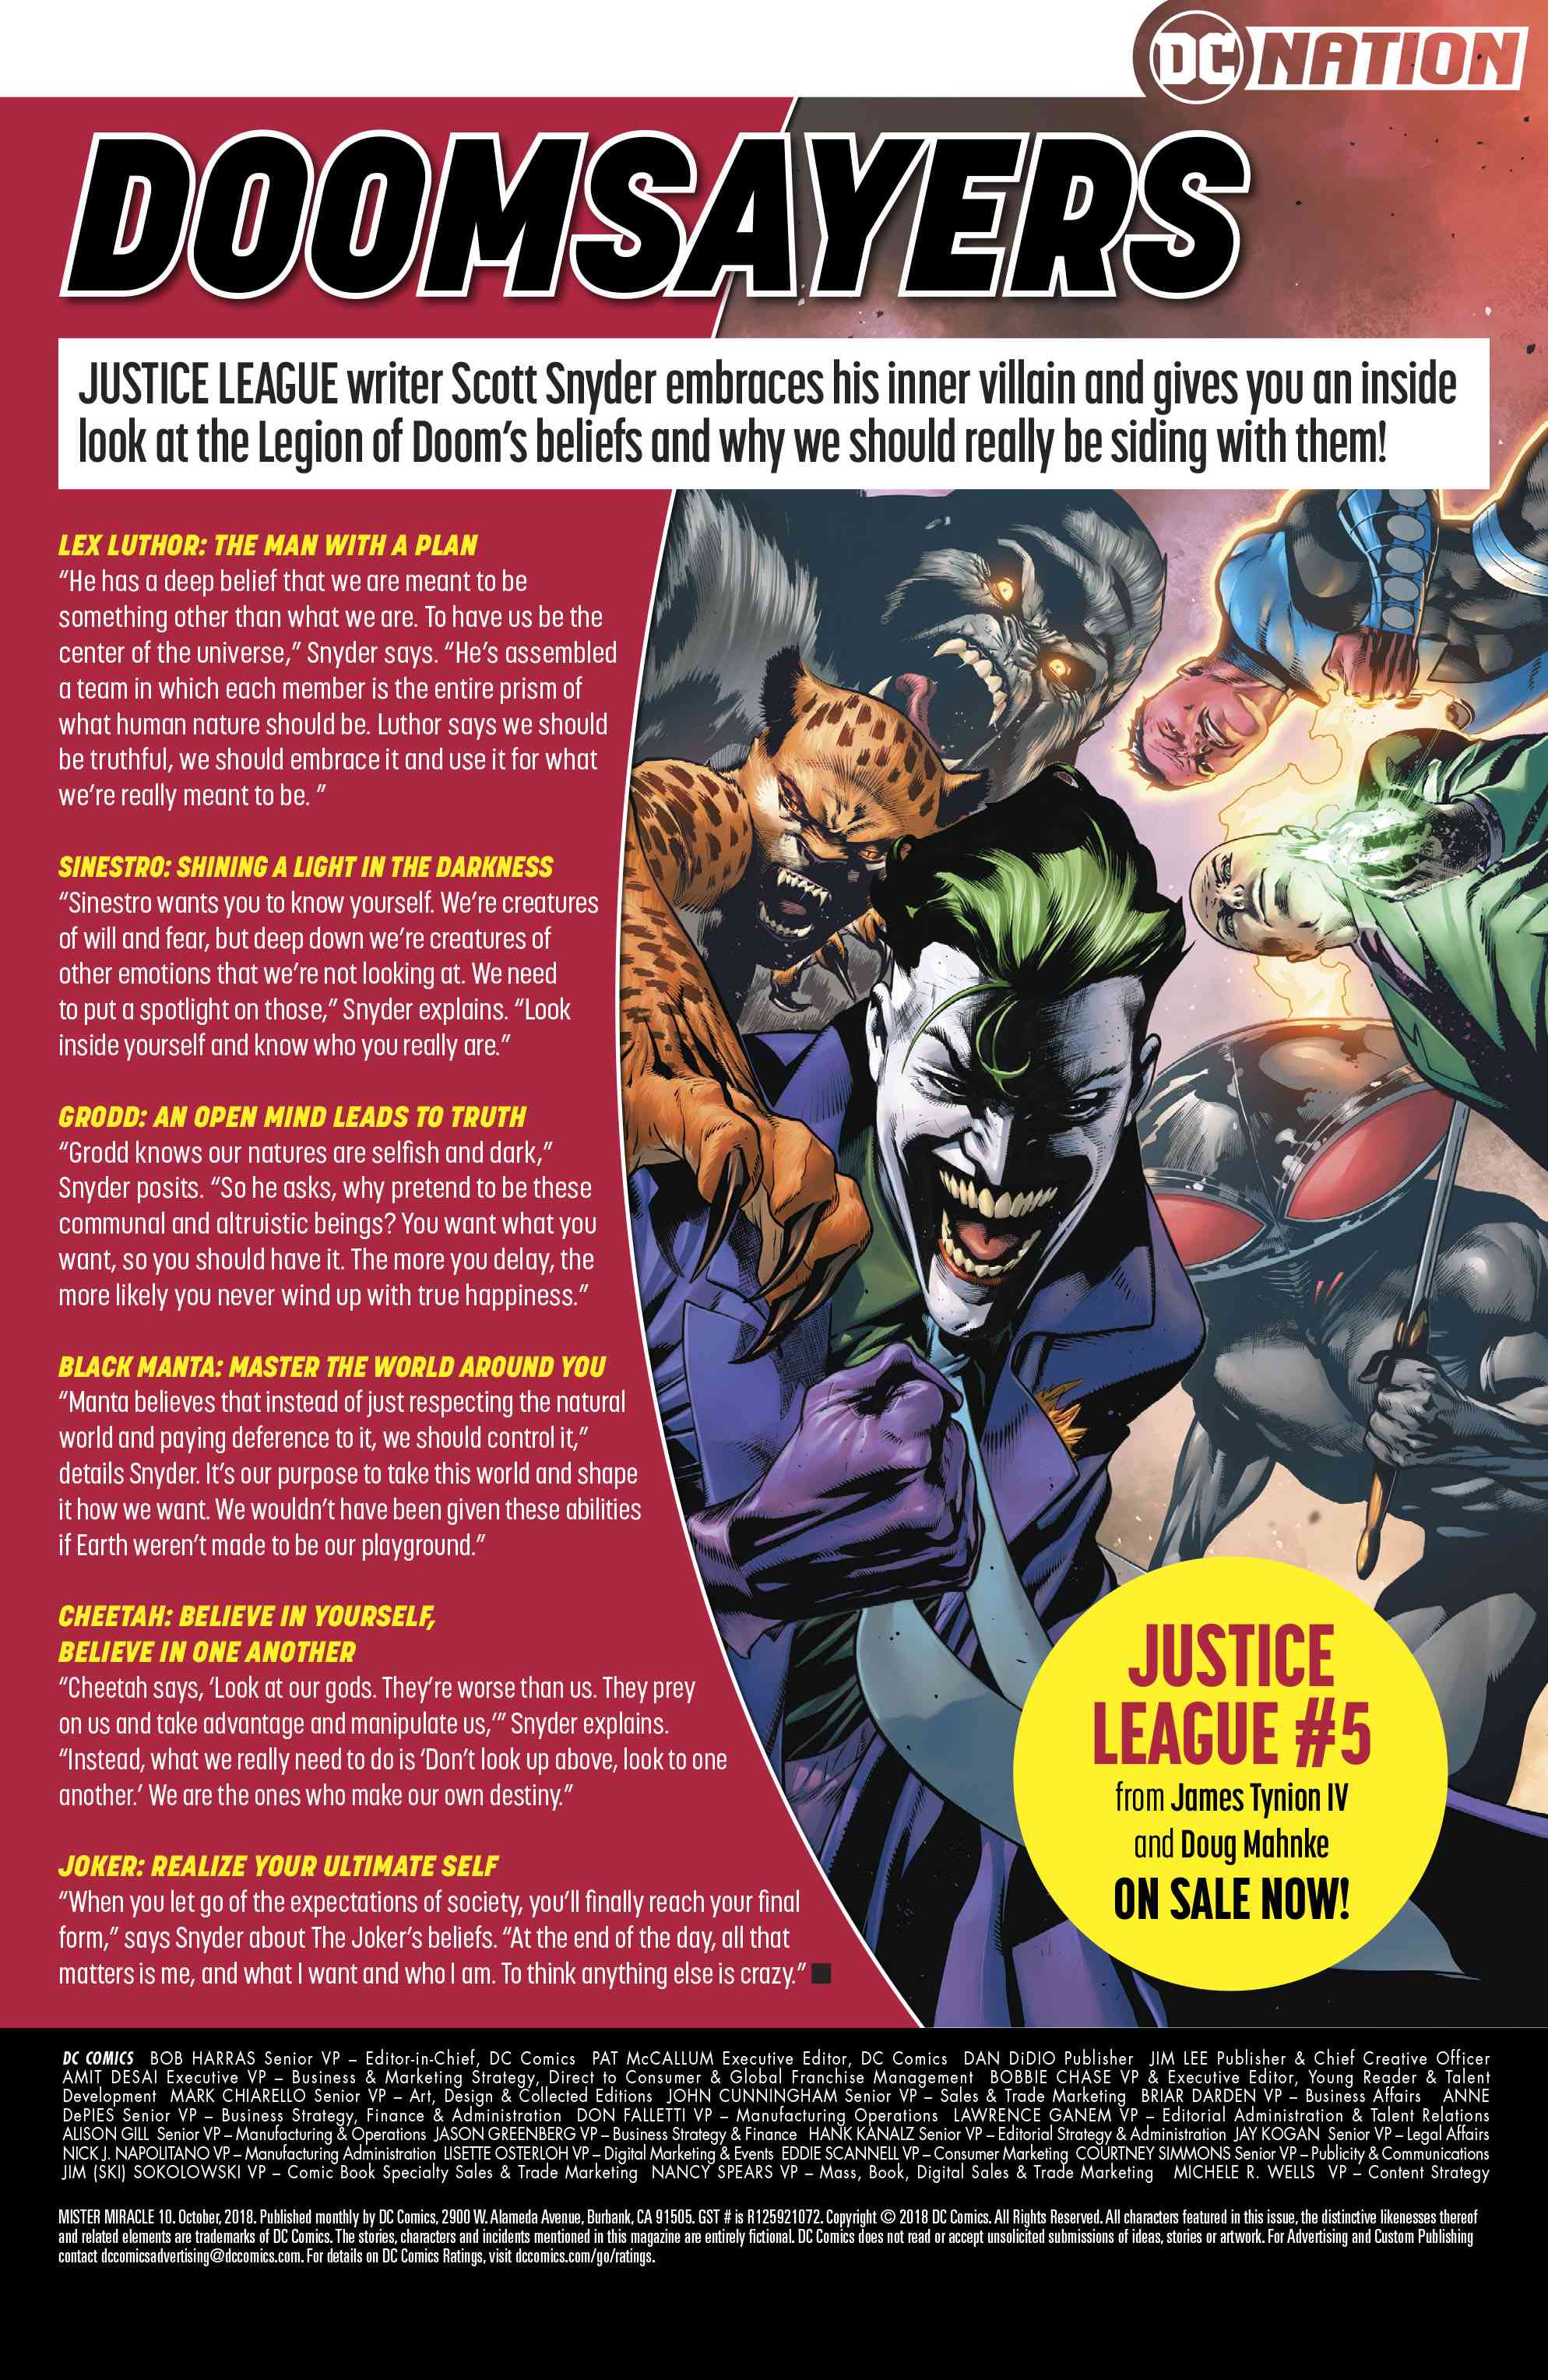 DC NATION
DOOMSAYERS
JUSTICE LEAGUE writer Scott Snyder embraces his inner villain and gives you an inside
look at the Legion of Doom’s beliefs and why we should really be siding with them!
LEX LUTHOR: THE MAN WITH A PLAN
“He has a deep belief that we are meant to be
something other than what we are. To have us be the
center of the universe,” Snyder says. “He’s assembled
a team in which each member is the entire prism of
what human nature should be. Luthor says we should
be truthful, we should embrace it and use it for what
we’re really meant to be. ”
SINESTRO: SHINING A LIGHT IN THE DARKNESS
“Sinestro wants you to know yourself. We’re creatures
of will and fear, but deep down we’re creatures of
other emotions that we’re not looking at. We need
to put a spotlight on those,” Snyder explains. “Look
inside yourself and know who you really are.”
GRODD: AN OPEN MIND LEADS TO TRUTH
“Grodd knows our natures are selfish and dark,”
Snyder posits. “So he asks, why pretend to be these
communal and altruistic beings? You want what you
want, so you should have it. The more you delay, the
more likely you never wind up with true happiness.”
BLACK MANTA: MASTER THE WORLD AROUND YOU
“Manta believes that instead of just respecting the natural
world and paying deference to it, we should control it,”
details Snyder. It’s our purpose to take this world and shape
it how we want. We wouldn’t have been given these abilities
if Earth weren’t made to be our playground.”
CHEETAH: BELIEVE IN YOURSELF,
BELIEVE IN ONE ANOTHER
“Cheetah says, ‘Look at our gods. They’re worse than us. They prey
on us and take advantage and manipulate us,’” Snyder explains.
“Instead, what we really need to do is ‘Don’t look up above, look to one
another.’ We are the ones who make our own destiny.”
JOKER: REALIZE YOUR ULTIMATE SELF
“When you let go of the expectations of society, you’ll finally reach your final
form,” says Snyder about The Joker’s beliefs. “At the end of the day, all that
matters is me, and what I want and who I am. To think anything else is crazy.”
JUSTICE
LEAGUE #5
from James Tynion IV
and Doug Mahnke
ON SALE NOW!
DC COMICS BOB HARRAS Senior VP – Editor-in-Chief, DC Comics PAT McCALLUM Executive Editor, DC Comics DAN DiDIO Publisher JIM LEE Publisher & Chief Creative Officer
AMIT DESAI Executive VP – Business & Marketing Strategy, Direct to Consumer & Global Franchise Management BOBBIE CHASE VP & Executive Editor, Young Reader & Talent
Development MARK CHIARELLO Senior VP – Art, Design & Collected Editions JOHN CUNNINGHAM Senior VP – Sales & Trade Marketing BRIAR DARDEN VP – Business Affairs ANNE
DePIES Senior VP – Business Strategy, Finance & Administration DON FALLETTI VP – Manufacturing Operations LAWRENCE GANEM VP – Editorial Administration & Talent Relations
ALISON GILL Senior VP – Manufacturing & Operations JASON GREENBERG VP – Business Strategy & Finance HANK KANALZ Senior VP – Editorial Strategy & Administration JAY KOGAN Senior VP – Legal Affairs
NICK J. NAPOLITANO VP – Manufacturing Administration LISETTE OSTERLOH VP – Digital Marketing & Events EDDIE SCANNELL VP – Consumer Marketing COURTNEY SIMMONS Senior VP – Publicity & Communications
JIM (SKI) SOKOLOWSKI VP – Comic Book Specialty Sales & Trade Marketing NANCY SPEARS VP – Mass, Book, Digital Sales & Trade Marketing MICHELE R. WELLS VP – Content Strategy
MISTER MIRACLE 10. October, 2018. Published monthly by DC Comics, 2900 W. Alameda Avenue, Burbank, CA 91505. GST # is R125921072. Copyright © 2018 DC Comics. All Rights Reserved. All characters featured in this issue, the distinctive likenesses thereof
and related elements are trademarks of DC Comics. The stories, characters and incidents mentioned in this magazine are entirely fictional. DC Comics does not read or accept unsolicited submissions of ideas, stories or artwork. For Advertising and Custom Publishing
contact dccomicsadvertising@dccomics.com. For details on DC Comics Ratings, visit dccomics.com/go/ratings.